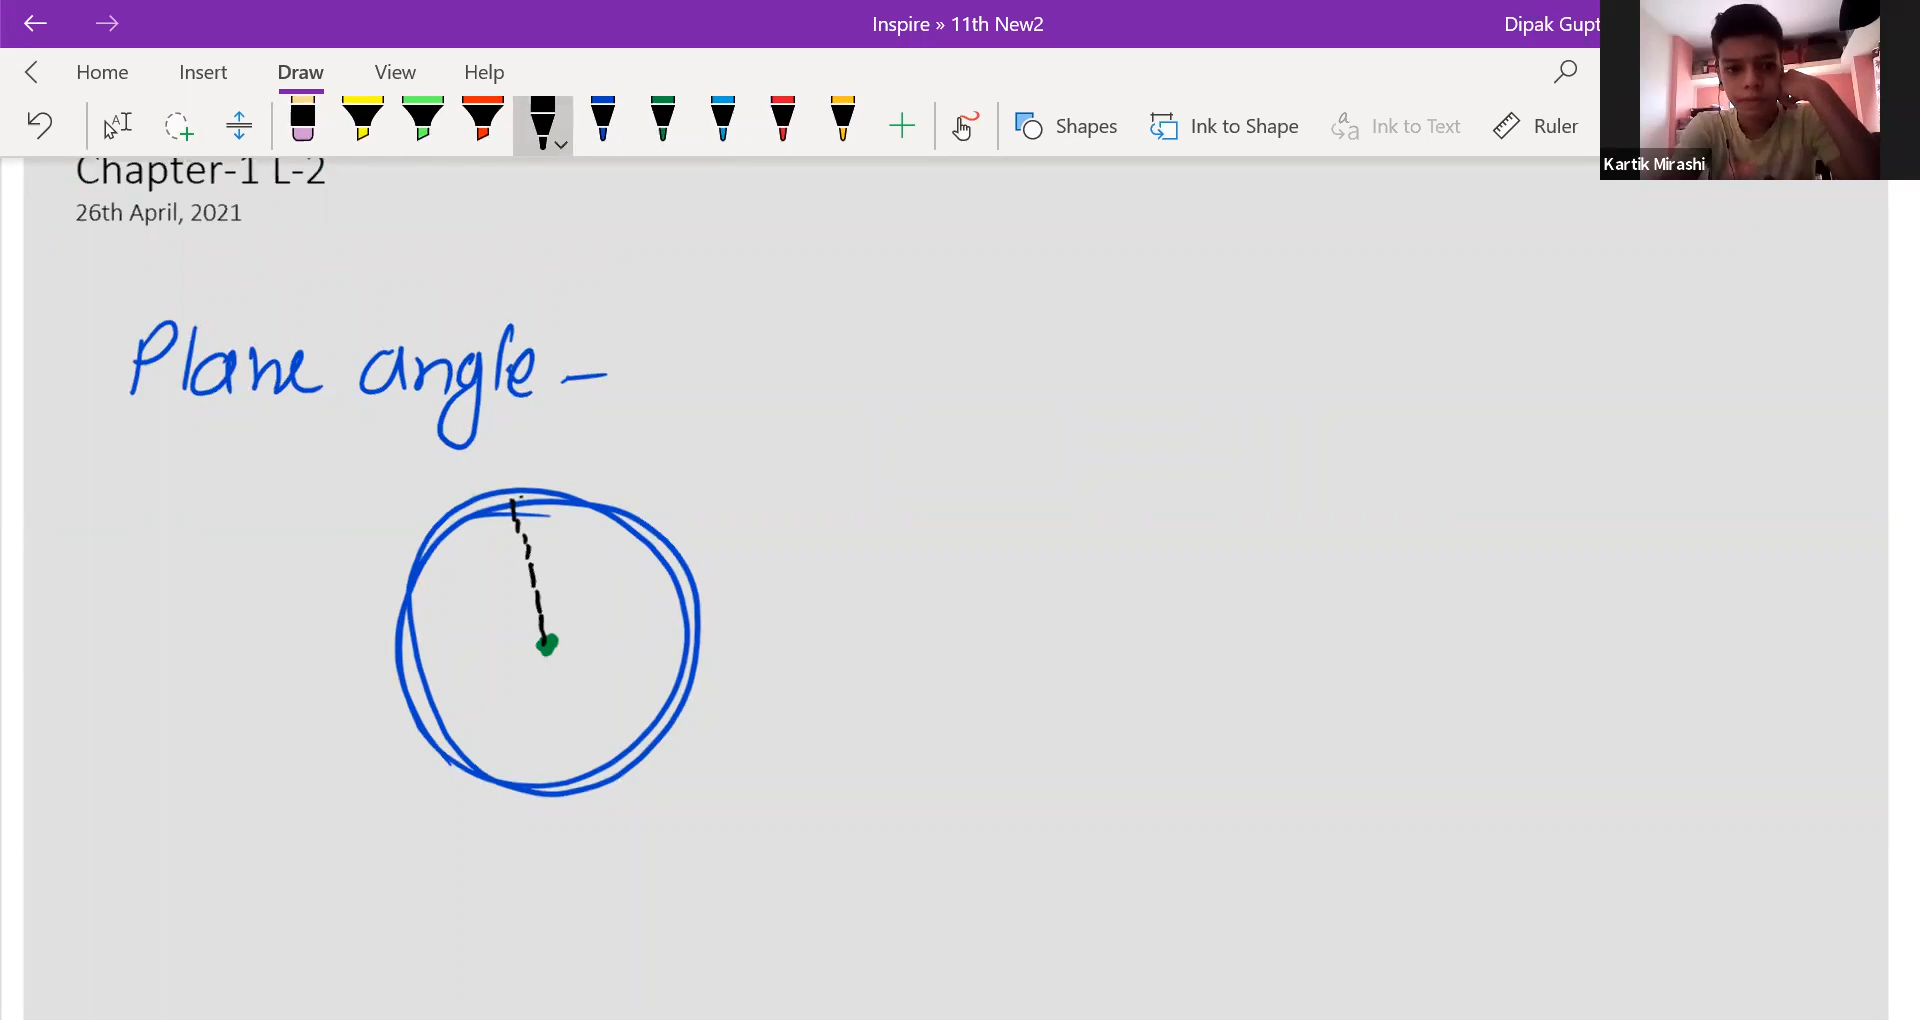 Inspire » 11th New2
Dipak Gupt
Home Insert Draw View Help
Shapes Ink to Shape Ink to Text Ruler
Kartik Mirashi
Chapter-1 L-2
26th April, 2021
Plane angle –